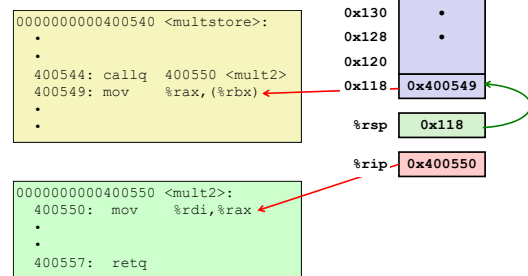 0000000000400540 <multstore>:
•
•
400544: callq  400550 <mult2>
400549: mov    %rax,(%rbx)
•
•
0x130 •
0x128 •
0x120
0x118 0x400549
%rsp 0x118
%rip 0x400550
0000000000400550 <mult2>:
400550:  mov    %rdi,%rax
•
•
400557:  retq